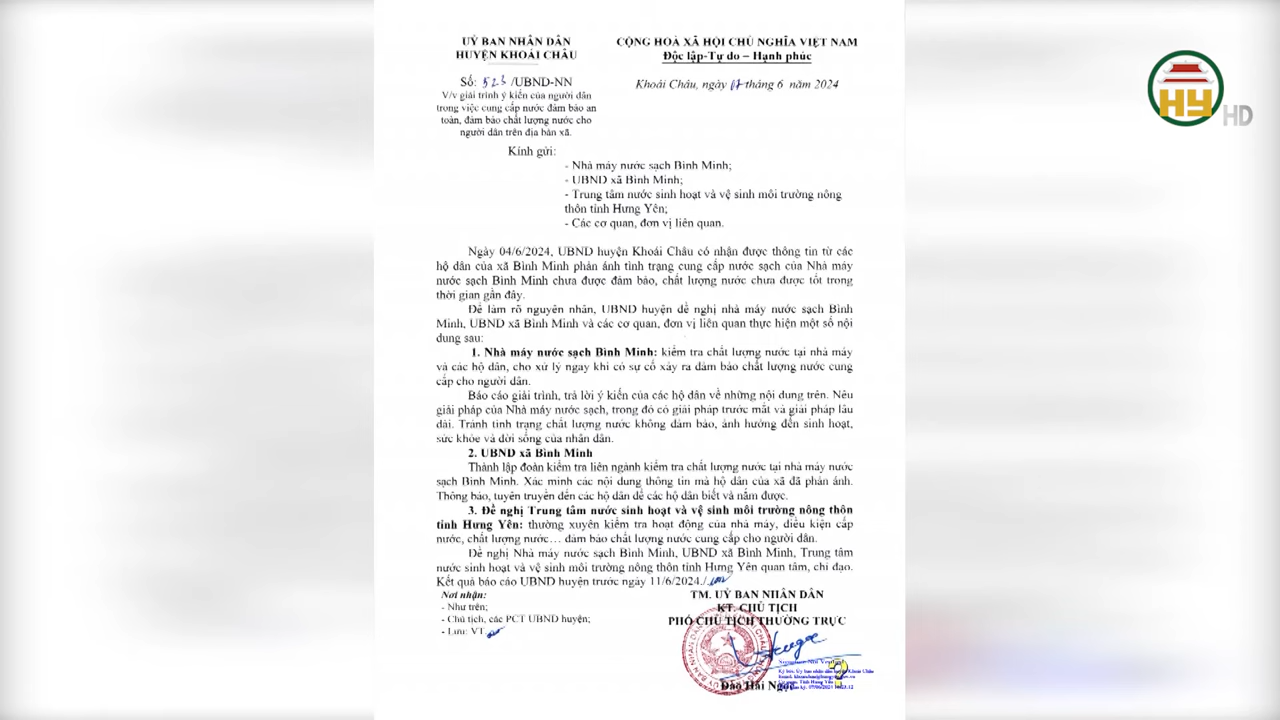 UỶ BAN NHÂN DÂN
HUYỆN KHOÁI CHÂU
CỘNG HOÀ XÃ HỘI CHỦ NGHĨA VIỆT NAM
Độc lập-Tự do – Hạnh phúc
Số: 523 /UBND-NN
Khoái Châu, ngày 07 tháng 6 năm 2024
V/v giải trình ý kiến của người dân
trong việc cung cấp nước đảm bảo an
toàn, đảm bảo chất lượng nước cho
người dân trên địa bàn xã.
HY HD
Kính gửi:
- Nhà máy nước sạch Bình Minh;
- UBND xã Bình Minh;
- Trung tâm nước sinh hoạt và vệ sinh môi trường nông
thôn tỉnh Hưng Yên;
- Các cơ quan, đơn vị liên quan.
Ngày 04/6/2024, UBND huyện Khoái Châu có nhận được thông tin từ các
hộ dân của xã Bình Minh phản ánh tình trạng cung cấp nước sạch của Nhà máy
nước sạch Bình Minh chưa được đảm bảo, chất lượng nước chưa được tốt trong
thời gian gần đây.
Để làm rõ nguyên nhân, UBND huyện đề nghị nhà máy nước sạch Bình
Minh, UBND xã Bình Minh và các cơ quan, đơn vị liên quan thực hiện một số nội
dung sau:
1. Nhà máy nước sạch Bình Minh: kiểm tra chất lượng nước tại nhà máy
và các hộ dân, cho xử lý ngay khi có sự cố xảy ra đảm bảo chất lượng nước cung
cấp cho người dân.
Báo cáo giải trình, trả lời ý kiến của các hộ dân về những nội dung trên. Nêu
giải pháp của Nhà máy nước sạch, trong đó có giải pháp trước mắt và giải pháp lâu
dài. Tránh tình trạng chất lượng nước không đảm bảo, ảnh hưởng đến sinh hoạt,
sức khỏe và đời sống của nhân dân.
2. UBND xã Bình Minh
Thành lập đoàn kiểm tra liên ngành kiểm tra chất lượng nước tại nhà máy nước
sạch Bình Minh. Xác minh các nội dung thông tin mà hộ dân của xã đã phản ánh.
Thông báo, tuyên truyền đến các hộ dân để các hộ dân biết và nắm được.
3. Đề nghị Trung tâm nước sinh hoạt và vệ sinh môi trường nông thôn
tỉnh Hưng Yên: thường xuyên kiểm tra hoạt động của nhà máy, điều kiện cấp
nước, chất lượng nước… đảm bảo chất lượng nước cung cấp cho người dân.
Đề nghị Nhà máy nước sạch Bình Minh, UBND xã Bình Minh, Trung tâm
nước sinh hoạt và vệ sinh môi trường nông thôn tỉnh Hưng Yên quan tâm, chỉ đạo.
Kết quả báo cáo UBND huyện trước ngày 11/6/2024./.
Nơi nhận:
- Như trên;
- Chủ tịch, các PCT UBND huyện;
- Lưu: VT.
TM. UỶ BAN NHÂN DÂN
KT. CHỦ TỊCH
PHÓ CHỦ TỊCH THƯỜNG TRỰC
Đào Hải Ngọc